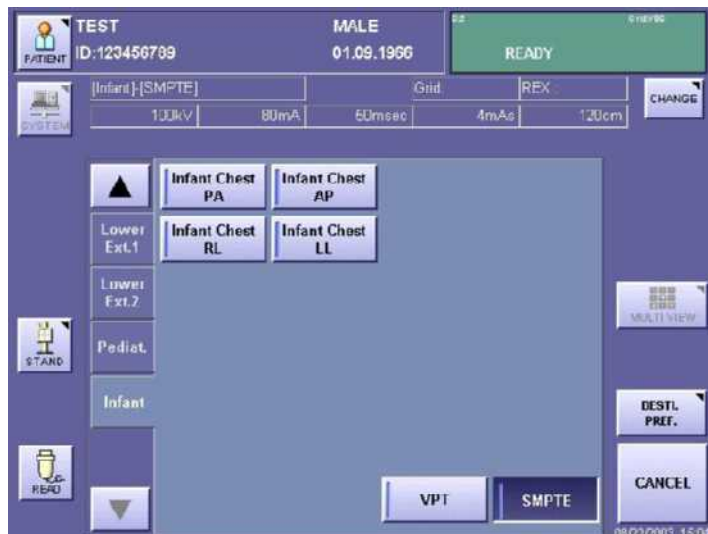 TEST
MALE
ID:123456789
01.09.1966
READY
PATIENT
SYSTEM
[Infant]-[SMPTE]
Grid:
REX :
100kV
80mA
50msec
4mAs
120cm
CHANGE
Infant Chest
PA
Infant Chest
AP
Infant Chest
RL
Infant Chest
LL
Lower
Ext.1
Lower
Ext.2
Pediat.
Infant
STAND
READ
MULTI VIEW
DESTI.
PREF.
VPT
SMPTE
CANCEL